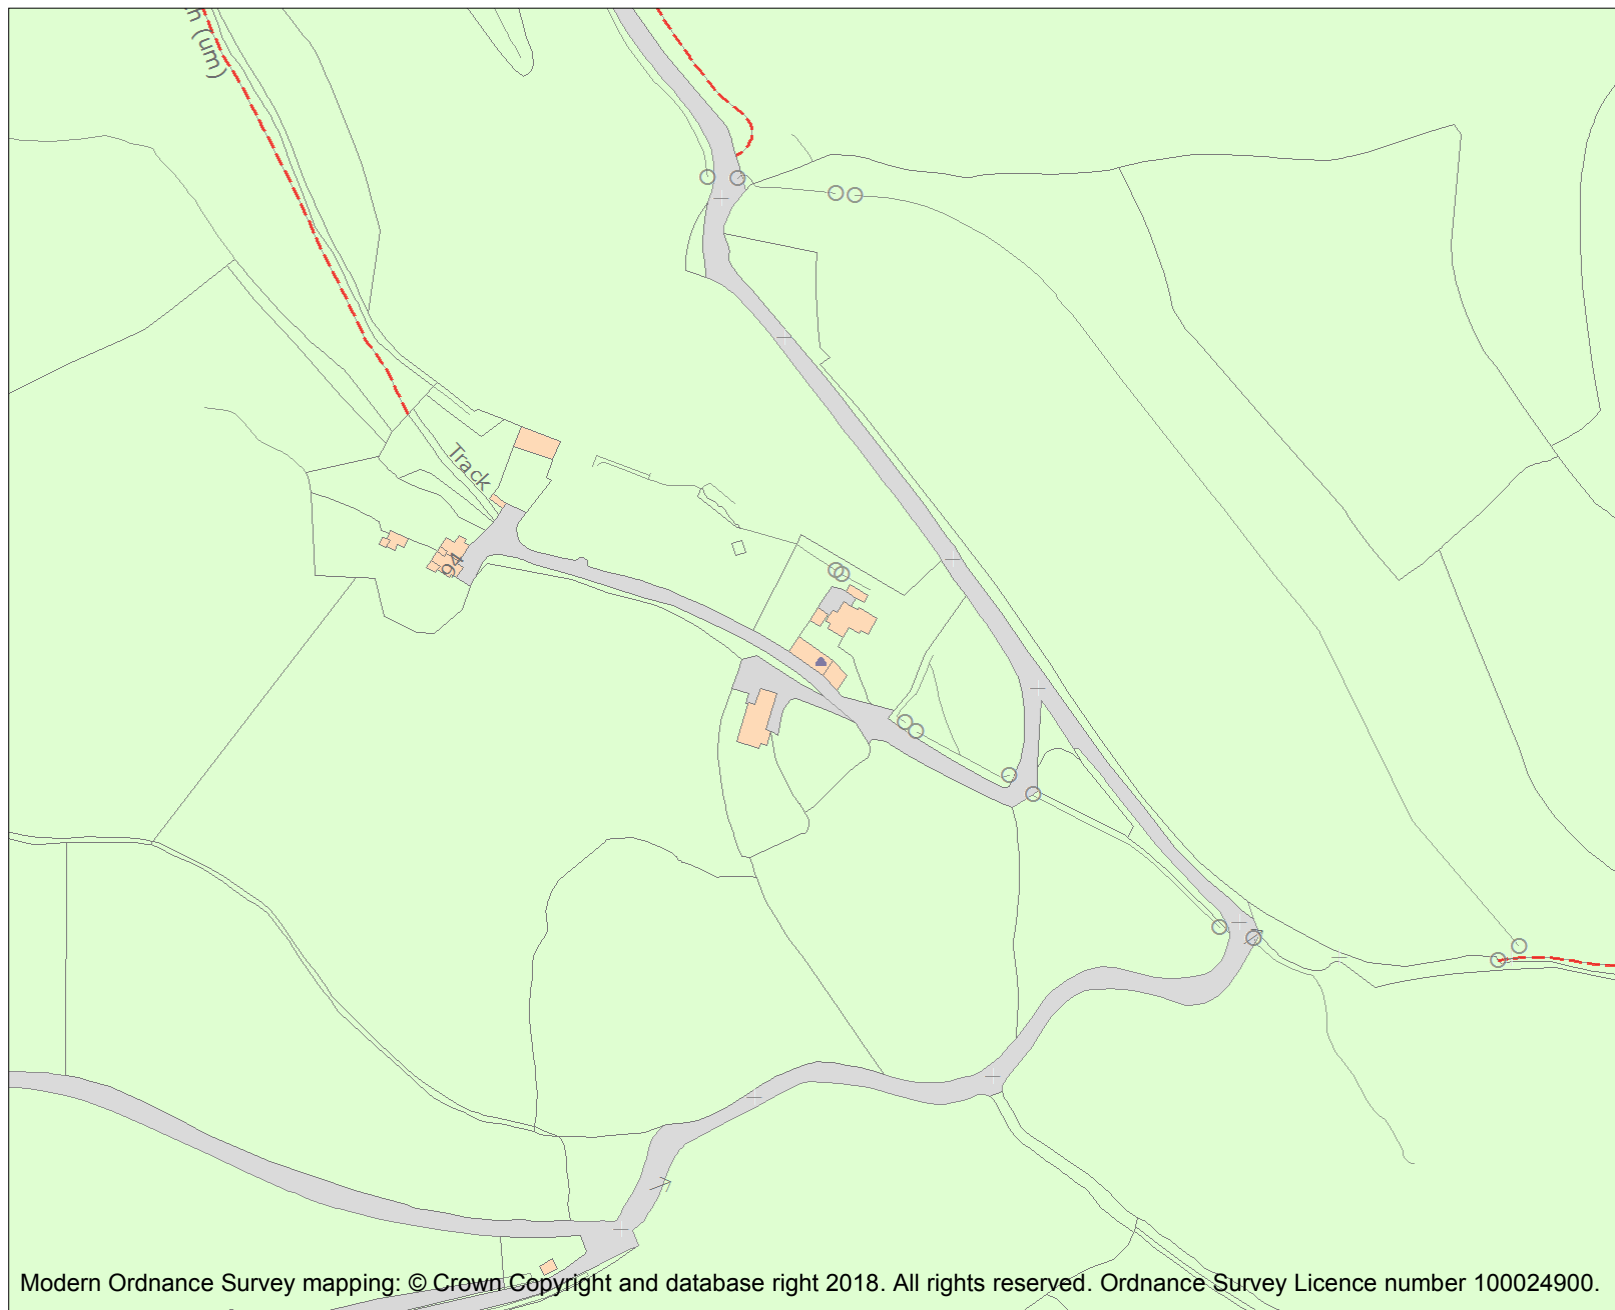 (um)
Track
94
Modern Ordnance Survey mapping: © Crown Copyright and database right 2018. All rights reserved. Ordnance Survey Licence number 100024900.